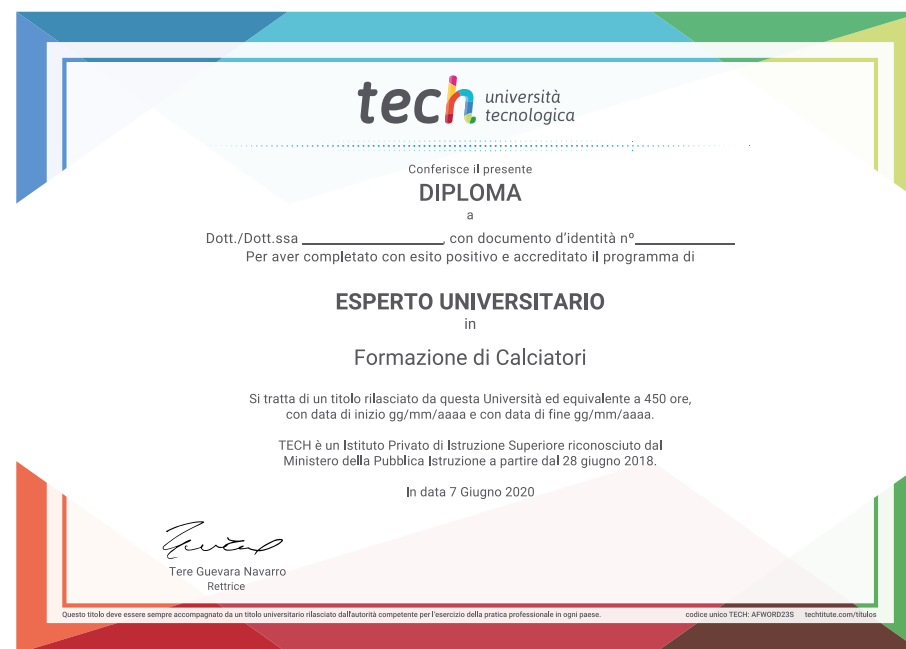 tech università
tecnologica
Conferisce il presente
DIPLOMA
a
Dott./Dott.ssa ____________________, con documento d'identità nº______________
Per aver completato con esito positivo e accreditato il programma di
ESPERTO UNIVERSITARIO
in
Formazione di Calciatori
Si tratta di un titolo rilasciato da questa Università ed equivalente a 450 ore,
con data di inizio gg/mm/aaaa e con data di fine gg/mm/aaaa.
TECH è un Istituto Privato di Istruzione Superiore riconosciuto dal
Ministero della Pubblica Istruzione a partire dal 28 giugno 2018.
In data 7 Giugno 2020
Tere Guevara Navarro
Rettrice
Questo titolo deve essere sempre accompagnato da un titolo universitario rilasciato dall'autorità competente per l'esercizio della pratica professionale in ogni paese. codice unico TECH: AFWORD23S techtitute.com/titulos